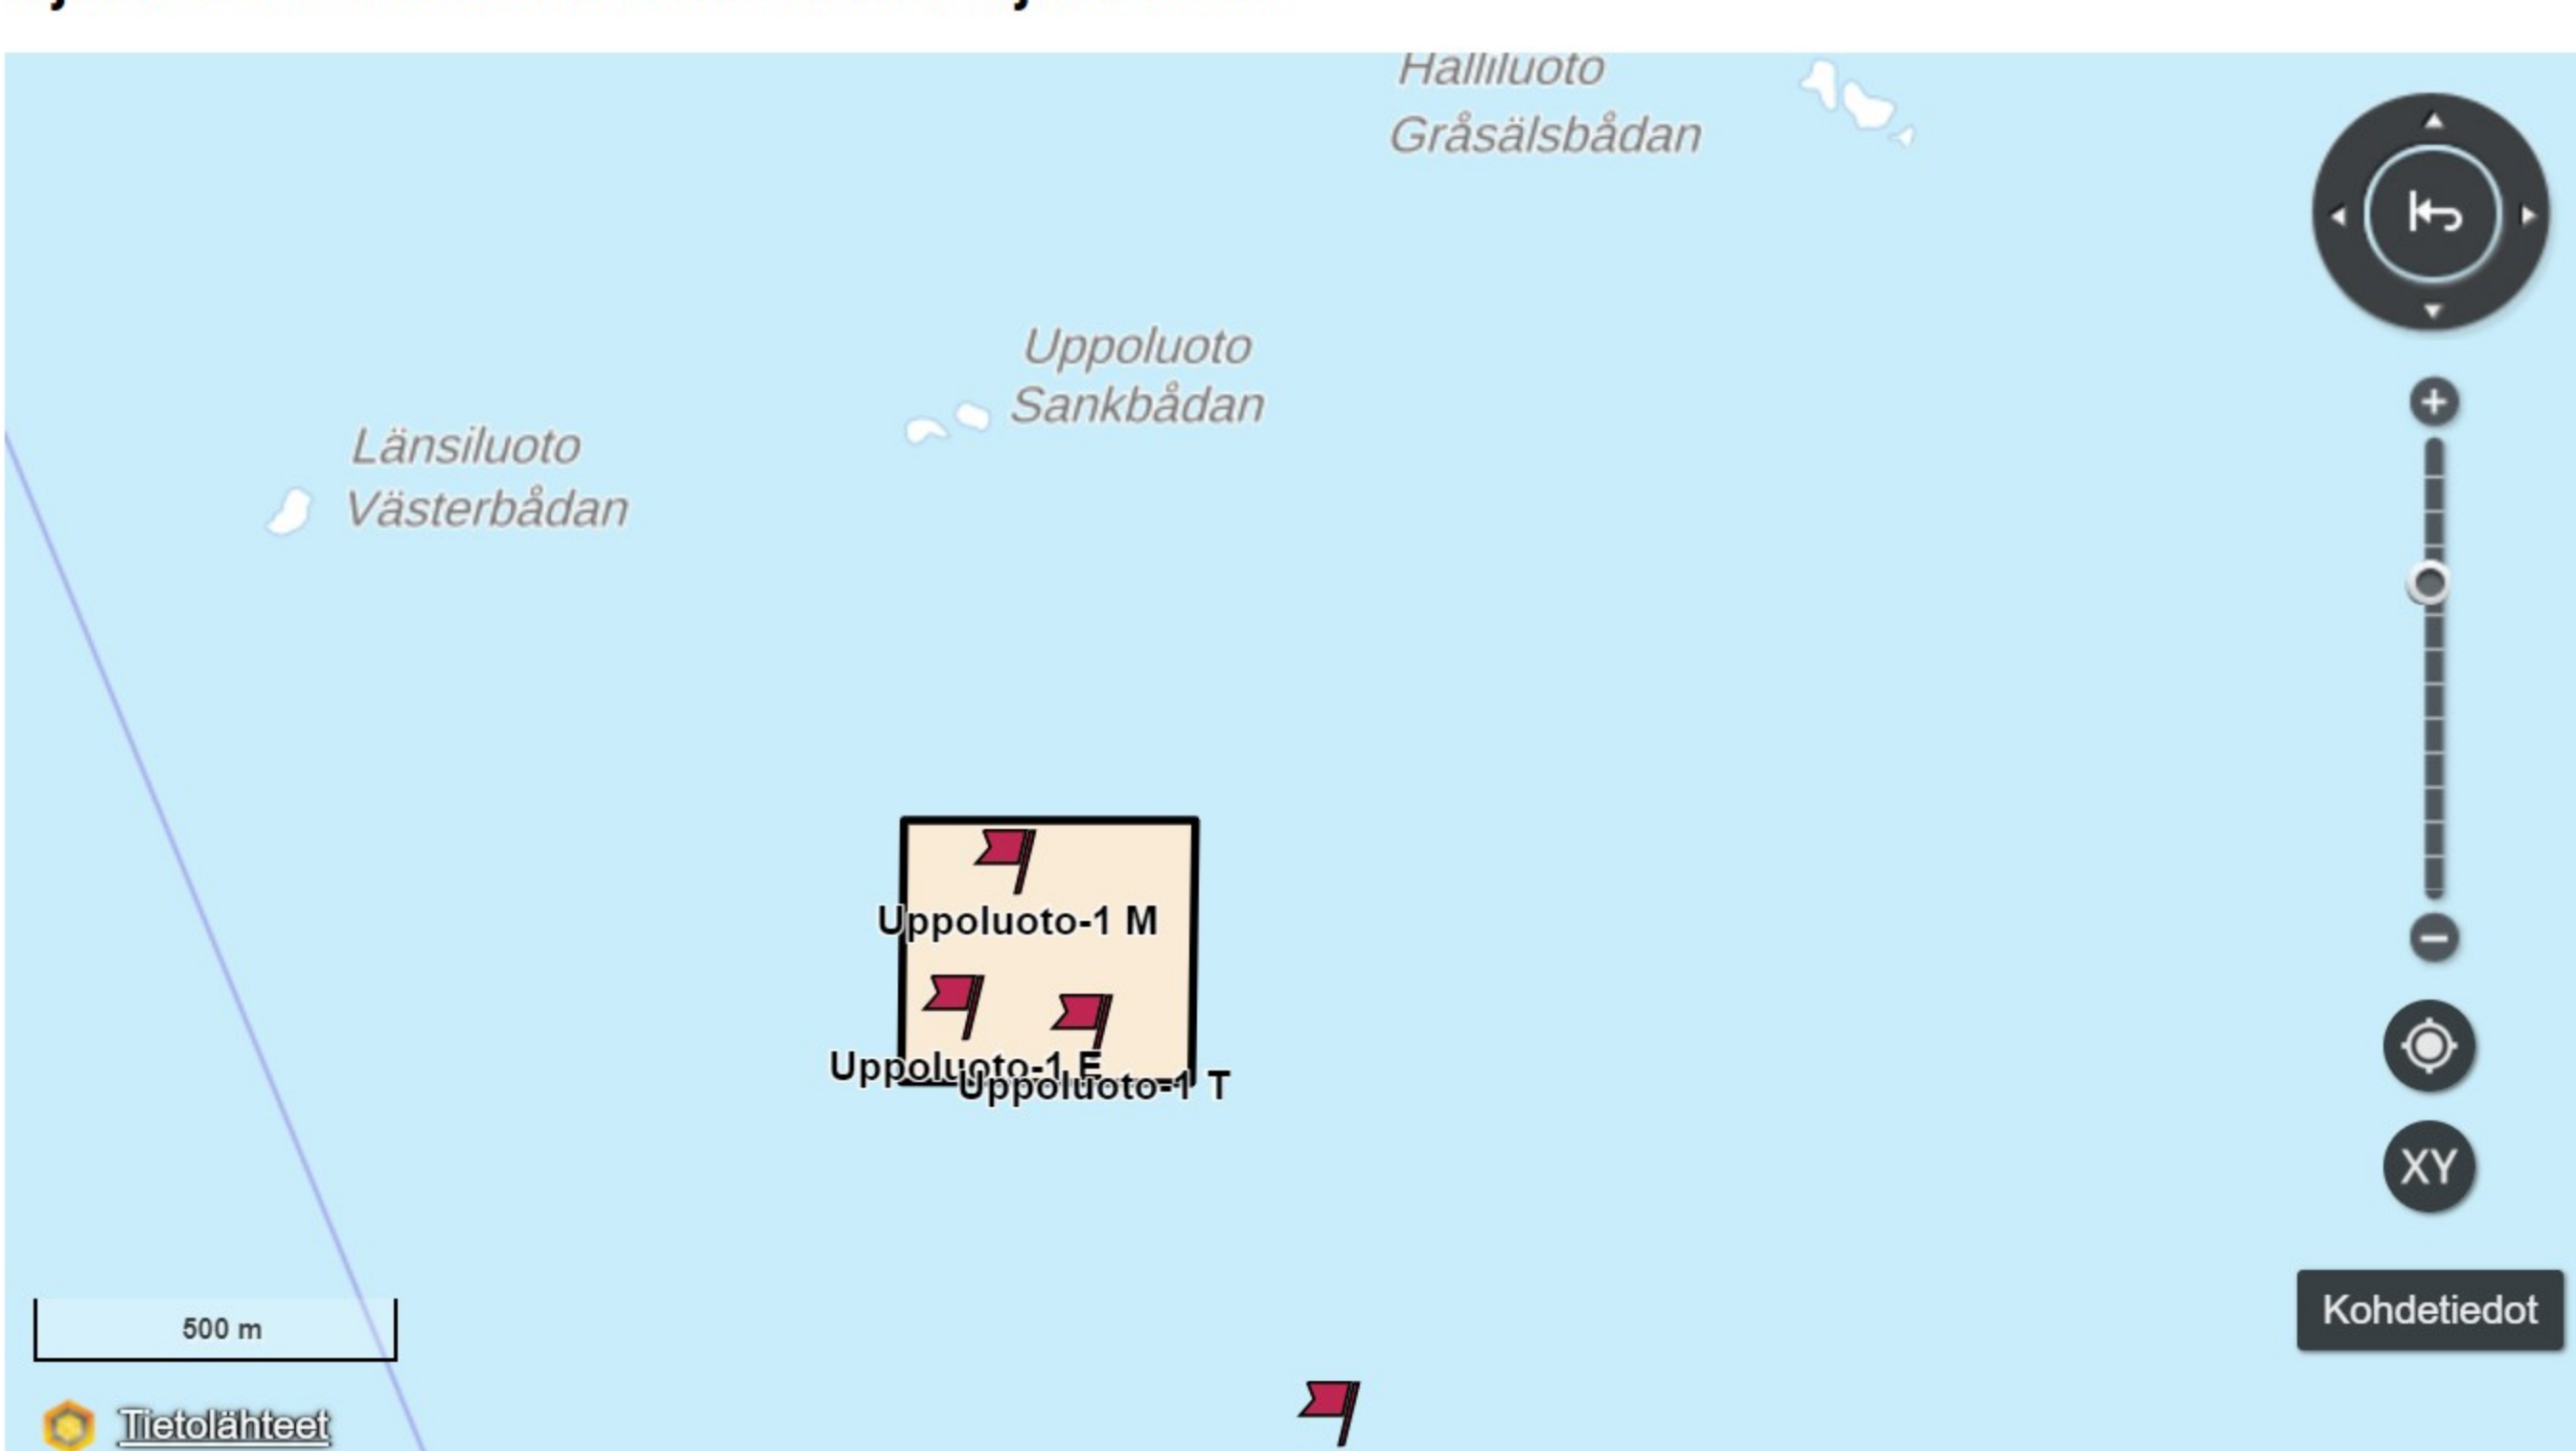 Halliluoto
Gråsälsbådan
Uppoluoto
Sankbådan
Länsiluoto
Västerbådan
Uppoluoto-1 M
Uppoluoto-1 E
Uppoluoto-1 T
XY
Kohdetiedot
500 m
Tietolähteet